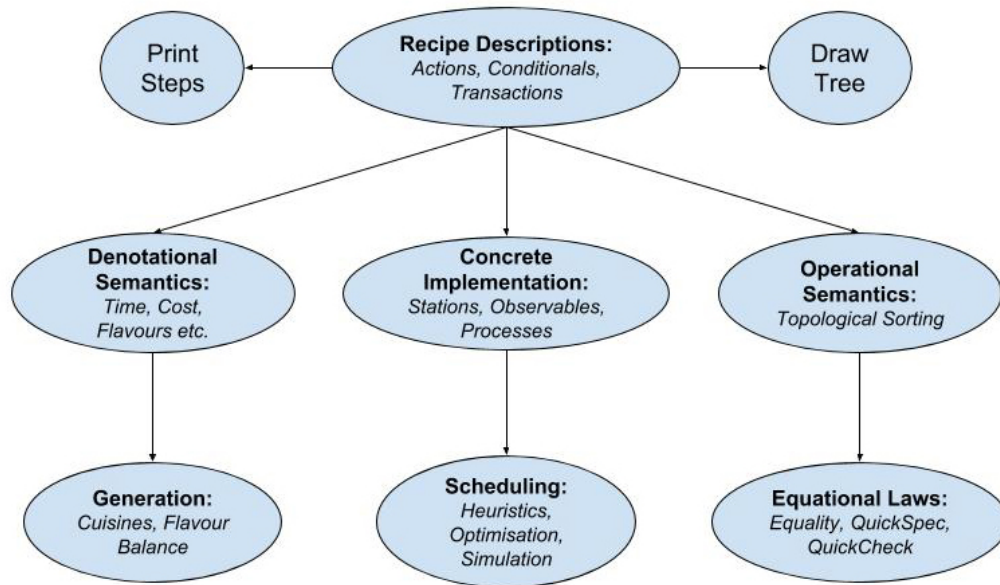 Print
Steps
Recipe Descriptions:
Actions, Conditionals,
Transactions
Draw
Tree
Denotational
Semantics:
Time, Cost,
Flavours etc.
Concrete
Implementation:
Stations, Observables,
Processes
Operational
Semantics:
Topological Sorting
Generation:
Cuisines, Flavour
Balance
Scheduling:
Heuristics,
Optimisation,
Simulation
Equational Laws:
Equality, QuickSpec,
QuickCheck